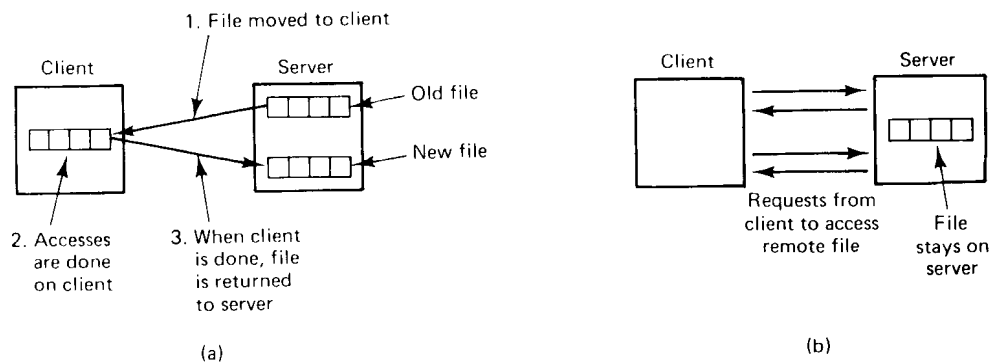 1. File moved to client
Client
Server
Old file
New file
2. Accesses
are done
on client
3. When client
is done, file
is returned
to server
(a)
Client
Server
Requests from
client to access
remote file
File
stays on
server
(b)